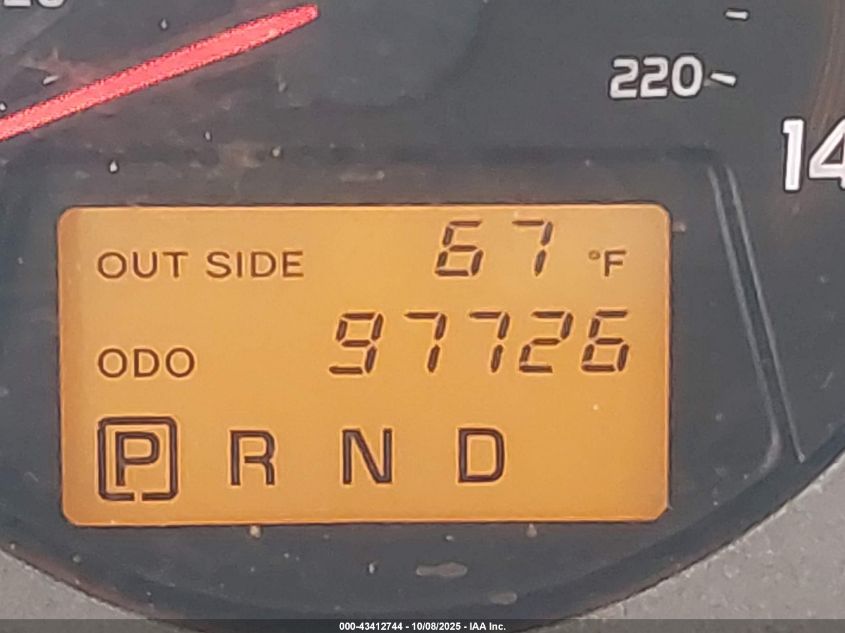 220
14
OUT SIDE 67 °F
ODO 97726
P R N D
000-43412744 - 10/08/2025 - IAA Inc.